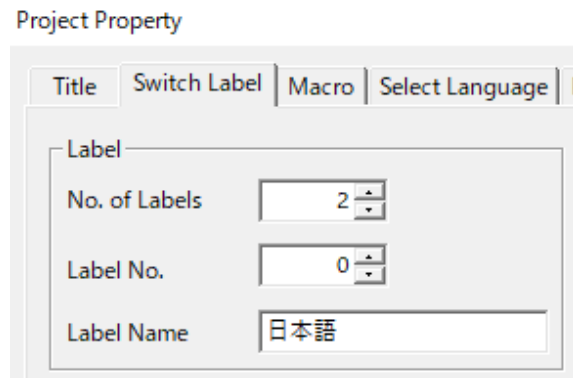 Project Property
Title Switch Label Macro Select Language
Label
No. of Labels 2
Label No. 0
Label Name 日本語